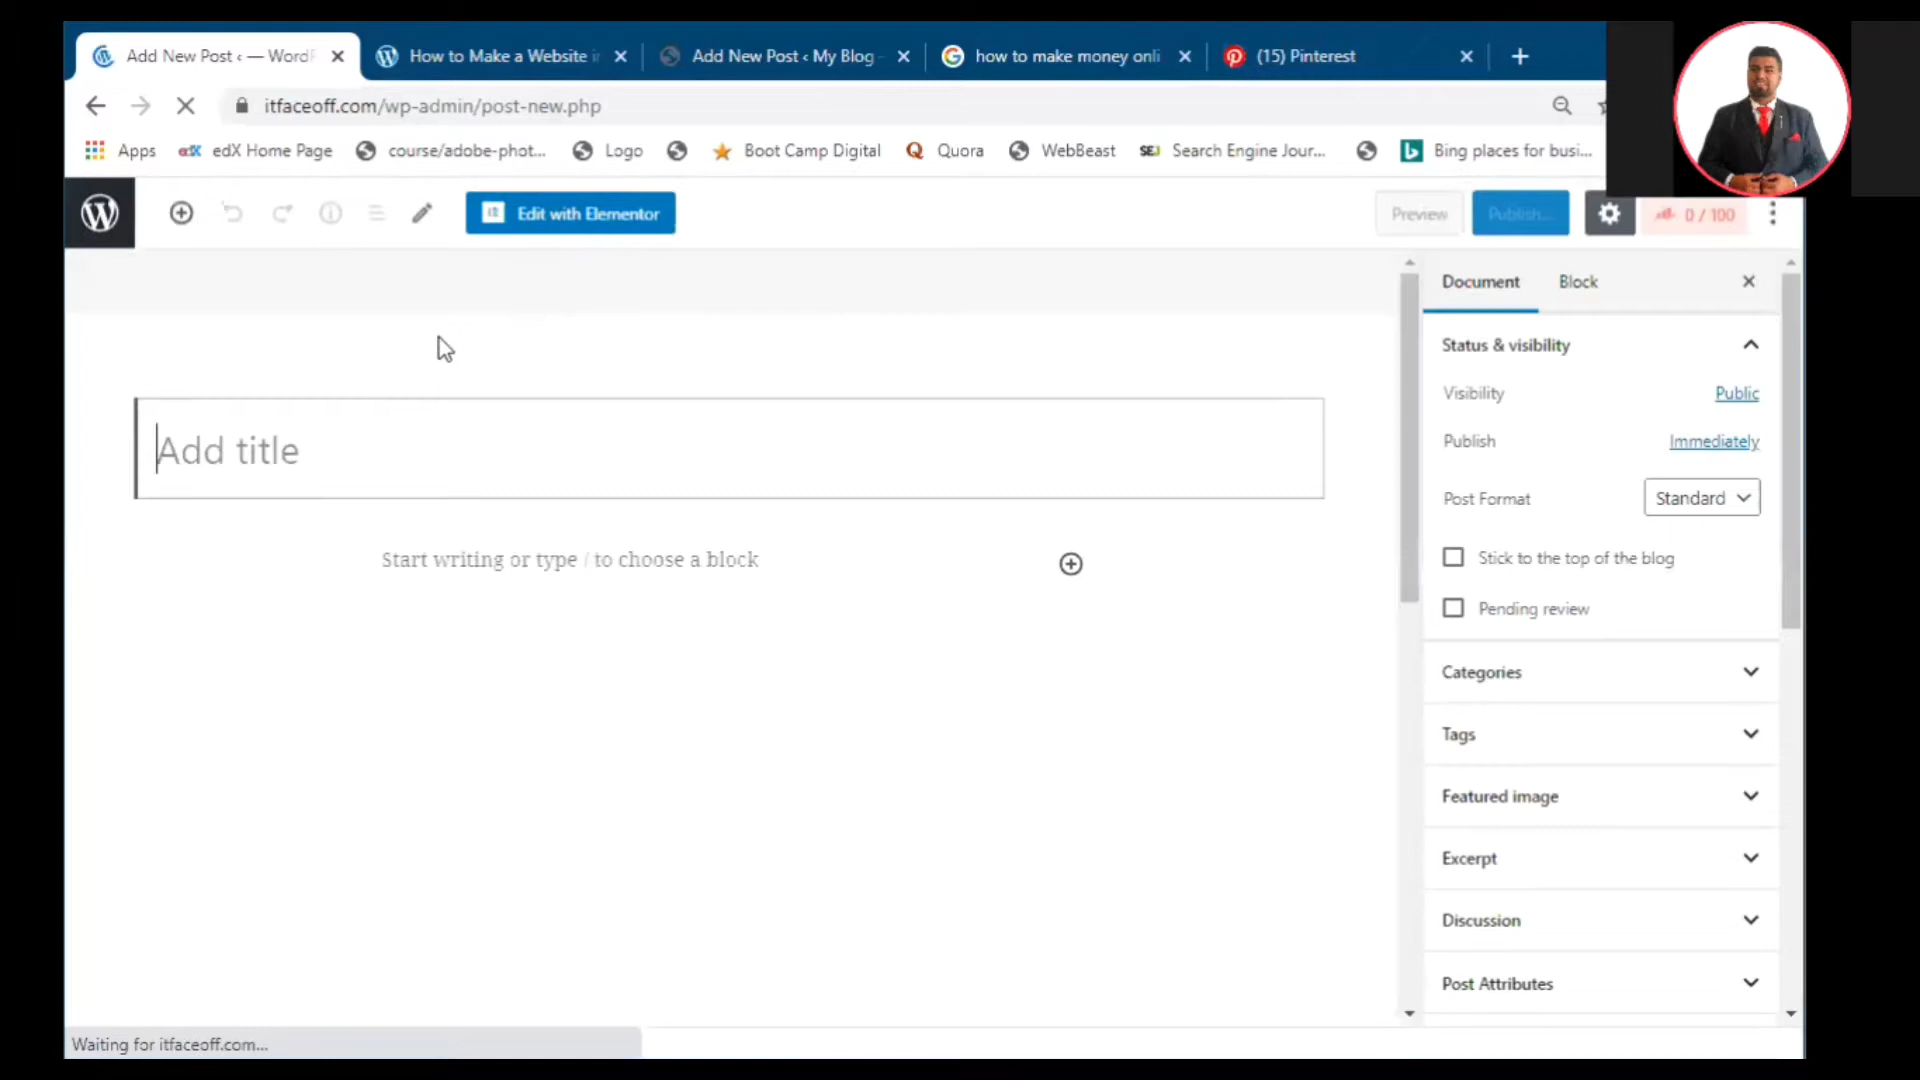 Add New Post ‹ — WordP
How to Make a Website i
Add New Post ‹ My Blog -
how to make money onli
(15) Pinterest
itfaceoff.com/wp-admin/post-new.php
Apps
edX Home Page
course/adobe-phot...
Logo
Boot Camp Digital
Quora
WebBeast
Search Engine Jour...
Bing places for busi...
Edit with Elementor
Preview
Publish...
0 / 100
Document
Block
Status & visibility
Visibility
Public
Publish
Immediately
Post Format
Standard
Stick to the top of the blog
Pending review
Categories
Tags
Featured image
Excerpt
Discussion
Post Attributes
Add title
Start writing or type / to choose a block
Waiting for itfaceoff.com...